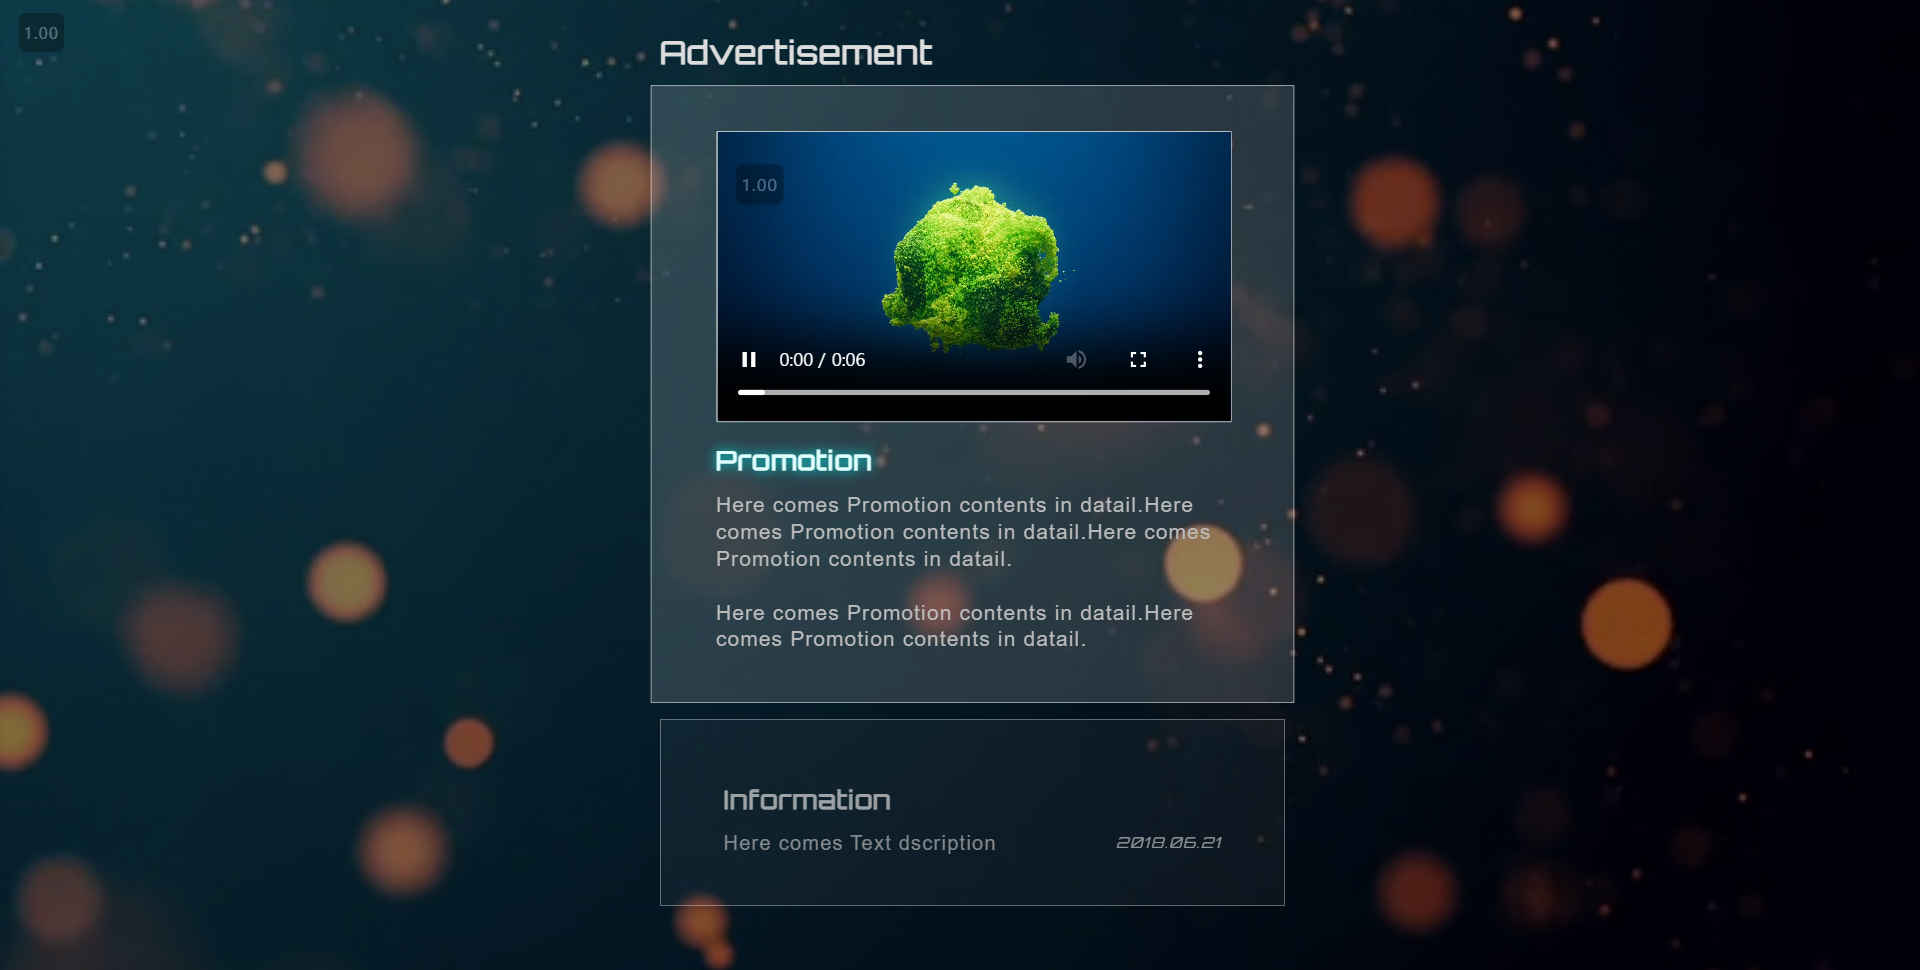 1.00
Advertisement
1.00
0:00 / 0:06
Promotion
Here comes Promotion contents in datail.Here
comes Promotion contents in datail.Here comes
Promotion contents in datail.
Here comes Promotion contents in datail.Here
comes Promotion contents in datail.
Information
Here comes Text dscription
2018.06.21